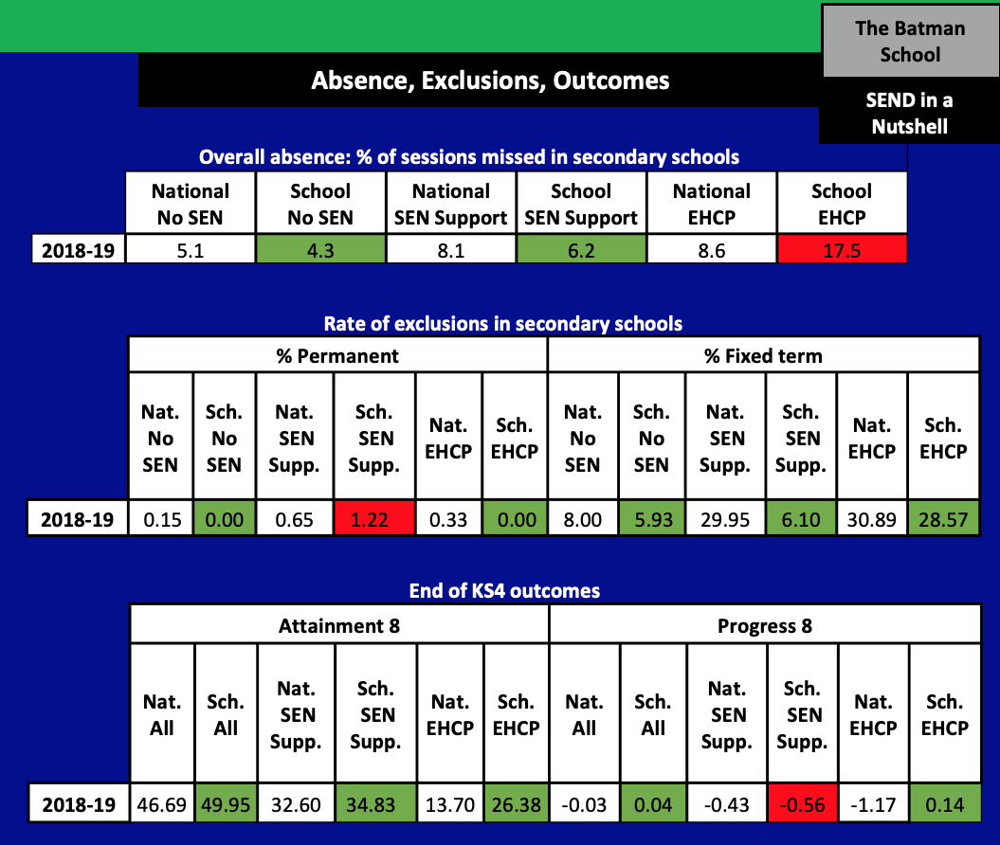 The Batman
School
Absence, Exclusions, Outcomes
SEND in a
Nutshell
Overall absence: % of sessions missed in secondary schools
National No SEN School No SEN National SEN Support School SEN Support National EHCP School EHCP
2018-19 5.1 4.3 8.1 6.2 8.6 17.5
Rate of exclusions in secondary schools
% Permanent % Fixed term
Nat. No SEN Sch. No SEN Nat. SEN Supp. Sch. SEN Supp. Nat. EHCP Sch. EHCP Nat. No SEN Sch. No SEN Nat. SEN Supp. Sch. SEN Supp. Nat. EHCP Sch. EHCP
2018-19 0.15 0.00 0.65 1.22 0.33 0.00 8.00 5.93 29.95 6.10 30.89 28.57
End of KS4 outcomes
Attainment 8 Progress 8
Nat. All Sch. All Nat. SEN Supp. Sch. SEN Supp. Nat. EHCP Sch. EHCP Nat. All Sch. All Nat. SEN Supp. Sch. SEN Supp. Nat. EHCP Sch. EHCP
2018-19 46.69 49.95 32.60 34.83 13.70 26.38 -0.03 0.04 -0.43 -0.56 -1.17 0.14